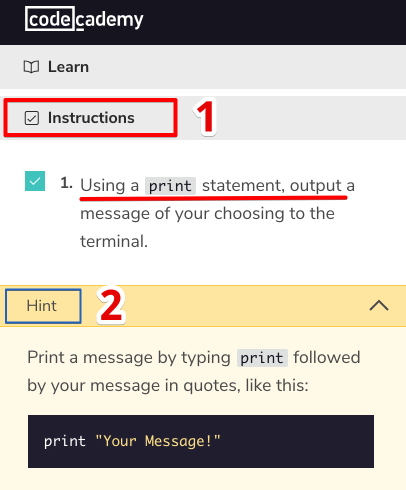 codecademy
Learn
Instructions
1
1. Using a print statement, output a
message of your choosing to the
terminal.
Hint
2
Print a message by typing print followed
by your message in quotes, like this:
print "Your Message!"